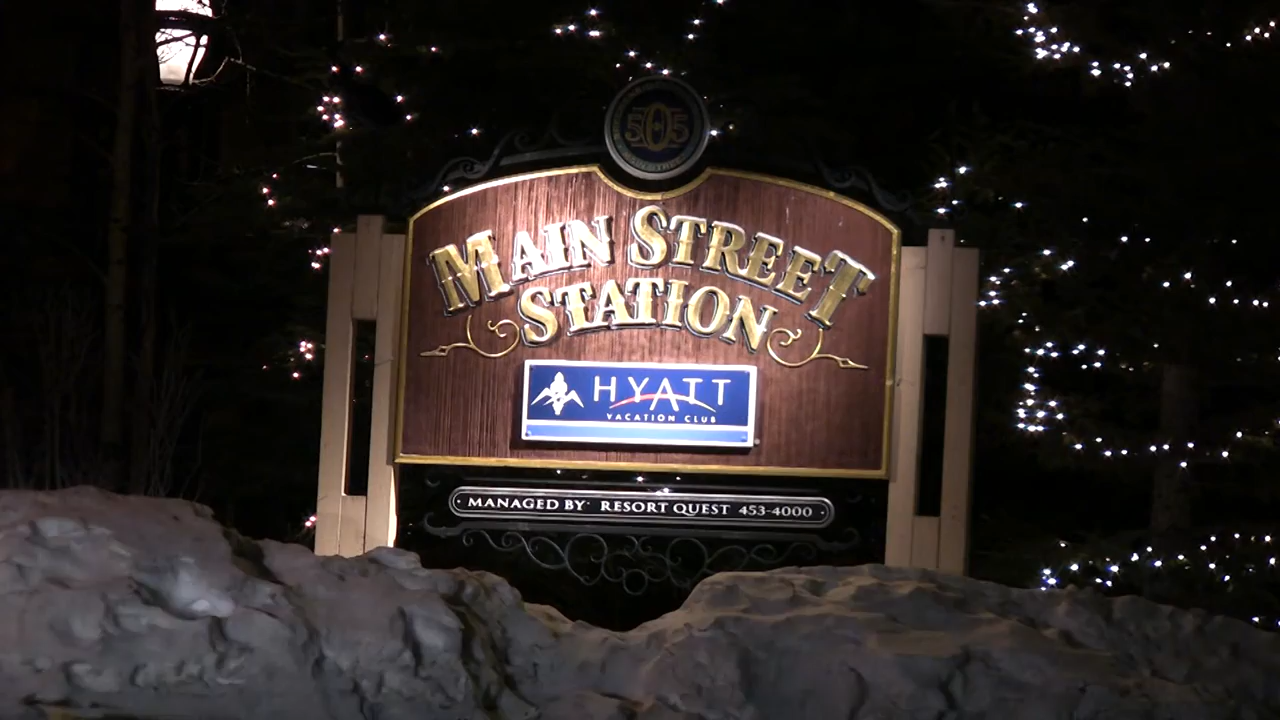 505
MAIN STREET
STATION
HYATT
VACATION CLUB
MANAGED BY RESORT QUEST 453-4000